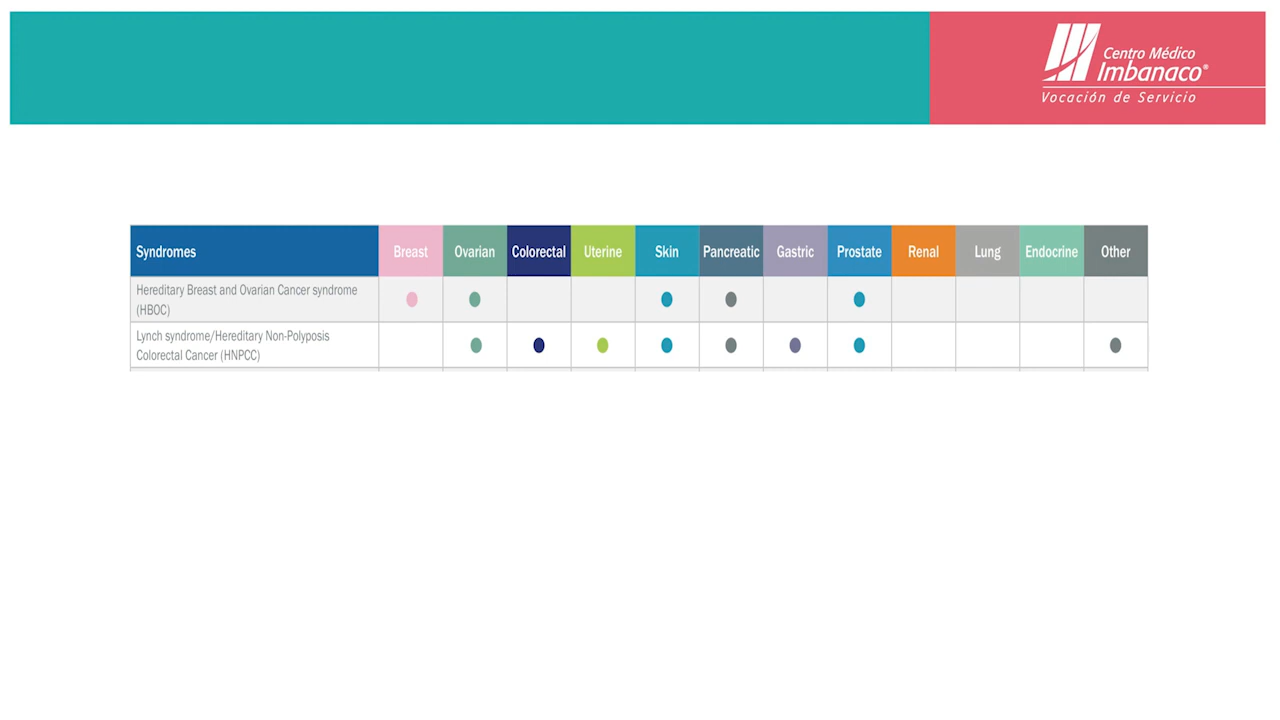 Centro Médico
Imbanaco®
Vocación de Servicio
Syndromes Breast Ovarian Colorectal Uterine Skin Pancreatic Gastric Prostate Renal Lung Endocrine Other
Hereditary Breast and Ovarian Cancer syndrome
(HBOC)
Lynch syndrome/Hereditary Non-Polyposis
Colorectal Cancer (HNPCC)